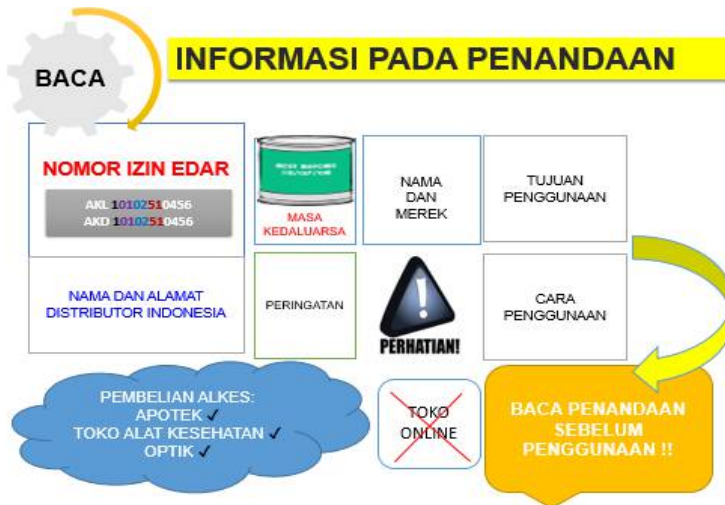 BACA
INFORMASI PADA PENANDAAN
NOMOR IZIN EDAR
AKL 10102510456
AKD 10102510456
MASA
KEDALUARSA
NAMA
DAN
MEREK
TUJUAN
PENGGUNAAN
NAMA DAN ALAMAT
DISTRIBUTOR INDONESIA
PERINGATAN
PERHATIAN!
CARA
PENGGUNAAN
PEMBELIAN ALKES:
APOTEK ✓
TOKO ALAT KESEHATAN ✓
OPTIK ✓
TOKO
ONLINE
BACA PENANDAAN
SEBELUM
PENGGUNAAN !!